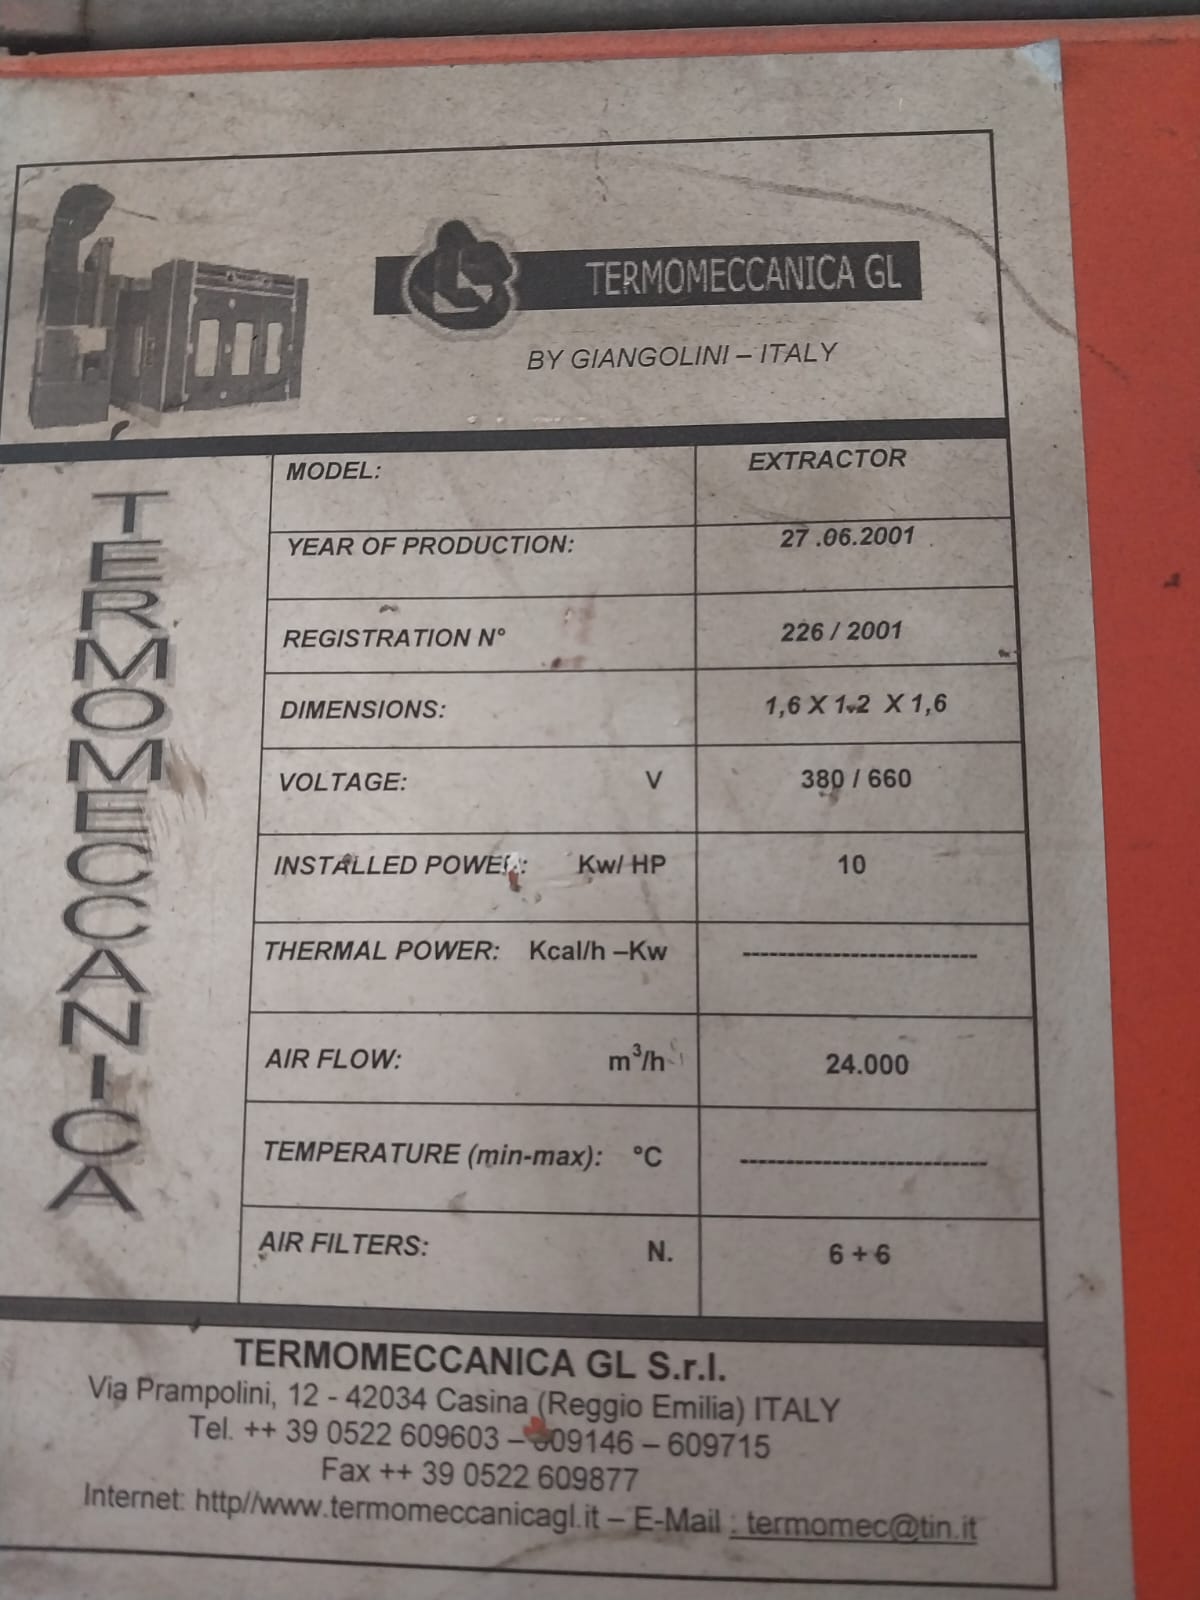 TERMOMECCANICA GL
BY GIANGOLINI – ITALY
TERMOMECCANICA
MODEL: EXTRACTOR
YEAR OF PRODUCTION: 27 .06.2001
REGISTRATION N° 226 / 2001
DIMENSIONS: 1,6 X 1.2 X 1,6
VOLTAGE: V 380 / 660
INSTALLED POWER: Kw/ HP 10
THERMAL POWER: Kcal/h –Kw --------------------------
AIR FLOW: m³/h 24.000
TEMPERATURE (min-max): °C ---------------------------
AIR FILTERS: N. 6 + 6
TERMOMECCANICA GL S.r.l.
Via Prampolini, 12 - 42034 Casina (Reggio Emilia) ITALY
Tel. ++ 39 0522 609603 – 609146 – 609715
Fax ++ 39 0522 609877
Internet: http//www.termomeccanicagl.it – E-Mail : termomec@tin.it